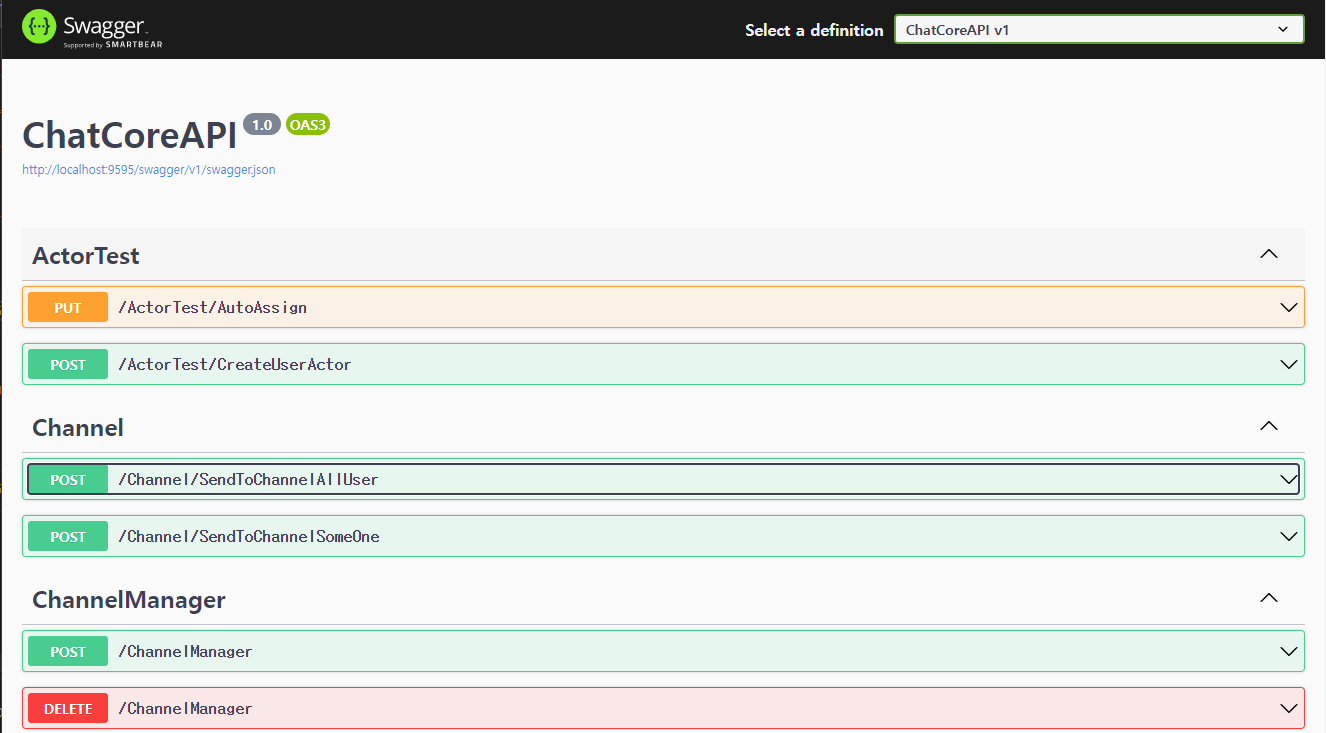 Swagger
Supported by SMARTBEAR
Select a definition
ChatCoreAPI v1
ChatCoreAPI 1.0 OAS3
http://localhost:9595/swagger/v1/swagger.json
ActorTest
PUT /ActorTest/AutoAssign
POST /ActorTest/CreateUserActor
Channel
POST /Channel/SendToChannelAllUser
POST /Channel/SendToChannelSomeOne
ChannelManager
POST /ChannelManager
DELETE /ChannelManager